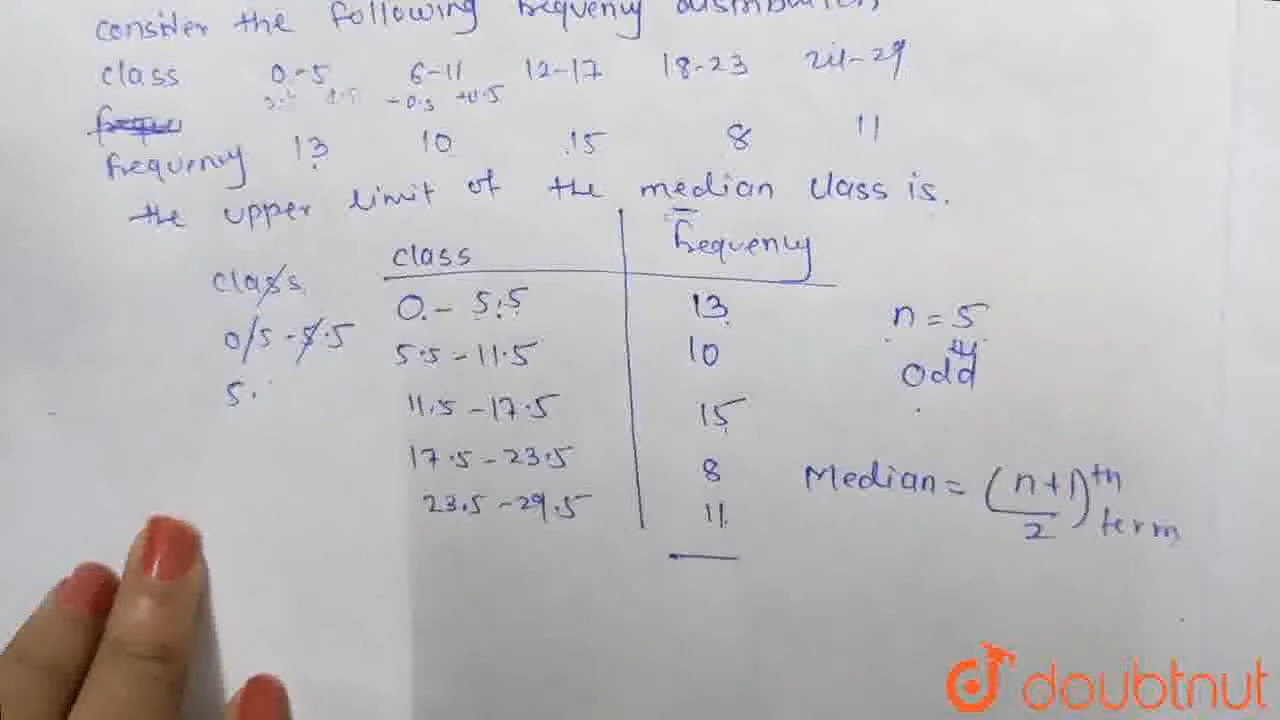 consider the following frequency
class 0-5 6-11 12-17 18-23 24-29
-0.5 +0.5
frequency 13 10 15 8 11
the upper limit of the median class is.
class class frequency
0/5 - 5.5 0 - 5.5 13 n = 5
5. 5.5 - 11.5 10 odd
11.5 - 17.5 15
17.5 - 23.5 8 Median = (n+1/2)th term
23.5 - 29.5 11
doubtnut